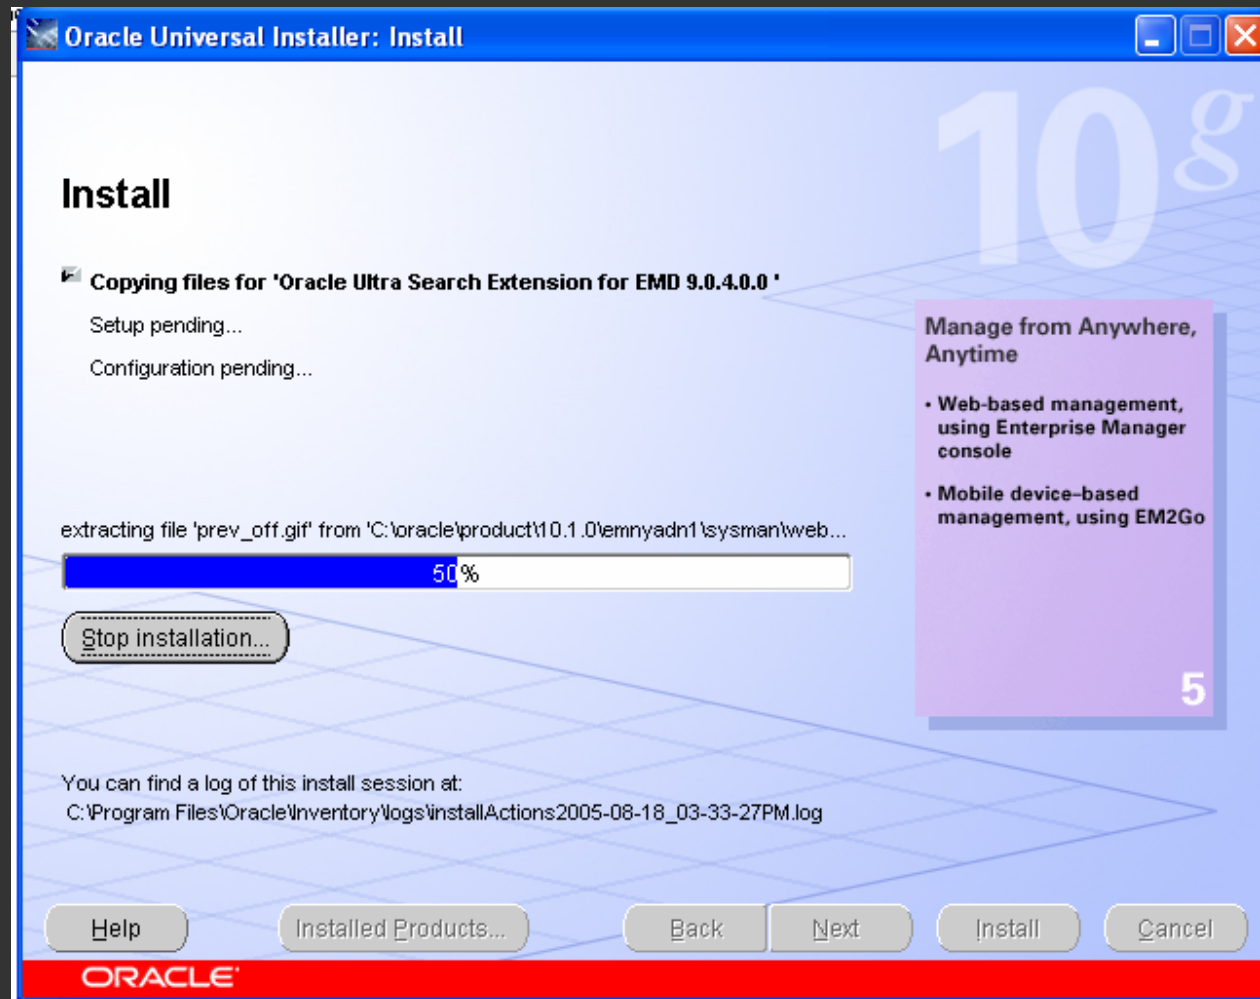 Oracle Universal Installer: Install
10g
Install
Copying files for 'Oracle Ultra Search Extension for EMD 9.0.4.0.0 '
Setup pending...
Configuration pending...
extracting file 'prev_off.gif' from 'C:\oracle\product\10.1.0\emnyadn1\sysman\web...
50%
Stop installation...
Manage from Anywhere,
Anytime
• Web-based management,
using Enterprise Manager
console
• Mobile device-based
management, using EM2Go
5
You can find a log of this install session at:
C:\Program Files\Oracle\Inventory\logs\installActions2005-08-18_03-33-27PM.log
Help
Installed Products...
Back
Next
Install
Cancel
ORACLE